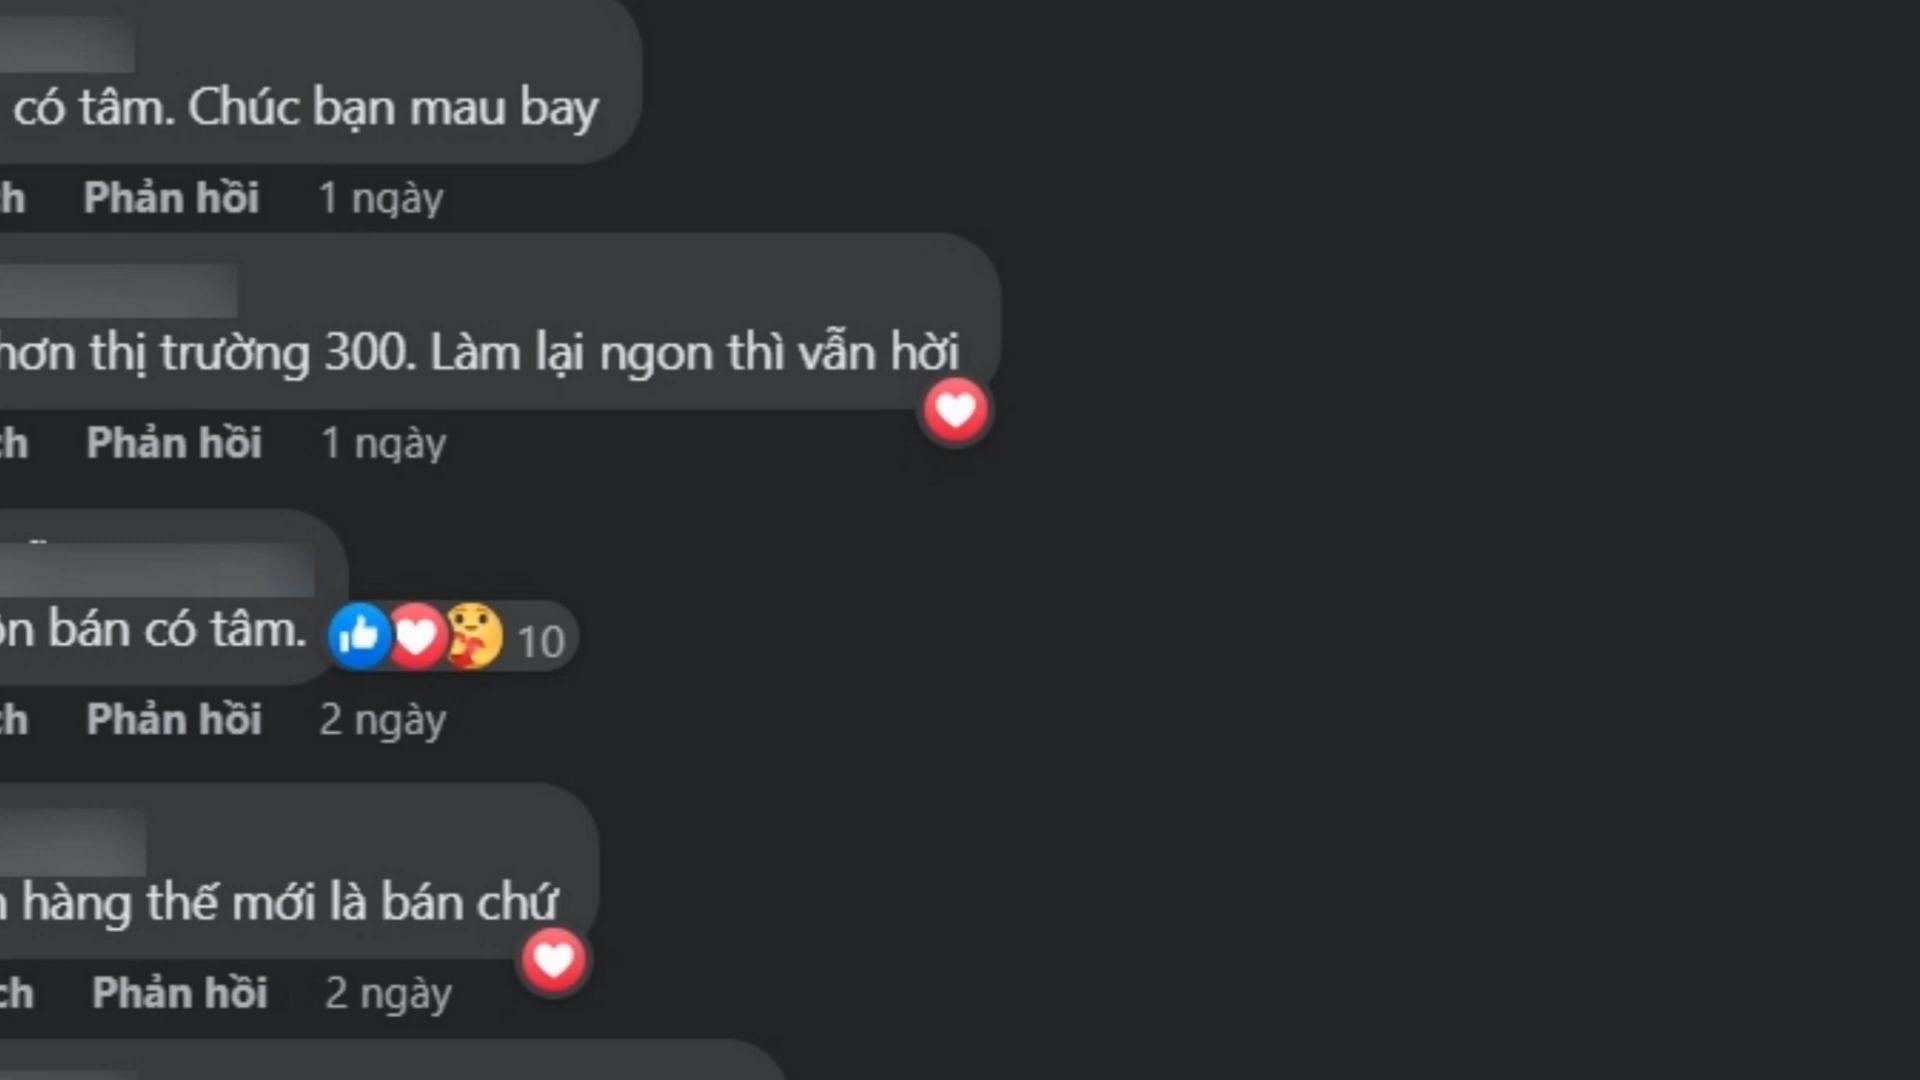 có tâm. Chúc bạn mau bay
Phản hồi 1 ngày
hơn thị trường 300. Làm lại ngon thì vẫn hời
Phản hồi 1 ngày
bán có tâm.
10
Phản hồi 2 ngày
hàng thế mới là bán chứ
Phản hồi 2 ngày